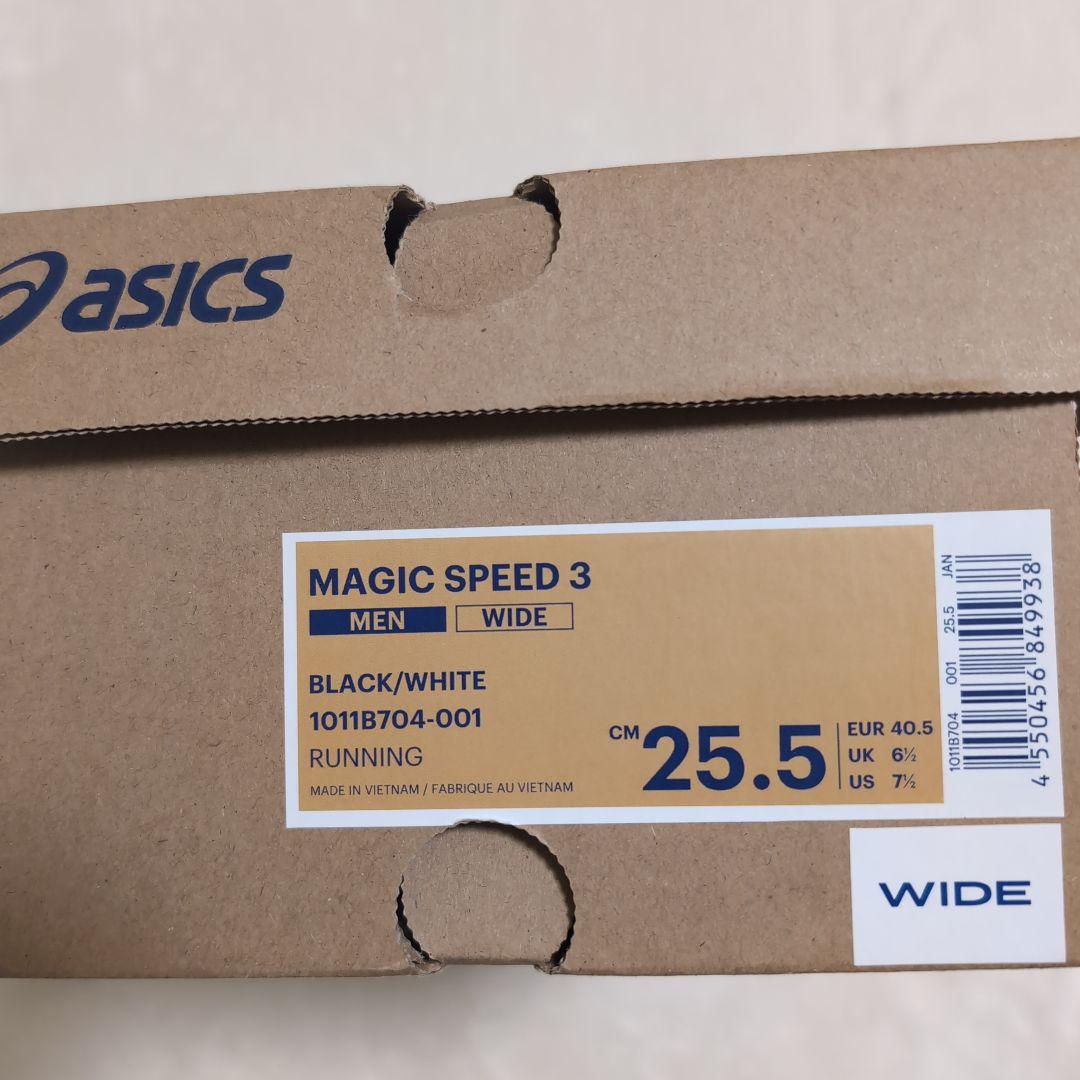 asics
MAGIC SPEED 3
MEN WIDE
BLACK/WHITE
1011B704-001
RUNNING
MADE IN VIETNAM / FABRIQUE AU VIETNAM
CM 25.5
EUR 40.5
UK 6½
US 7½
1011B704 001 25.5 JAN
4 550456 849938
WIDE